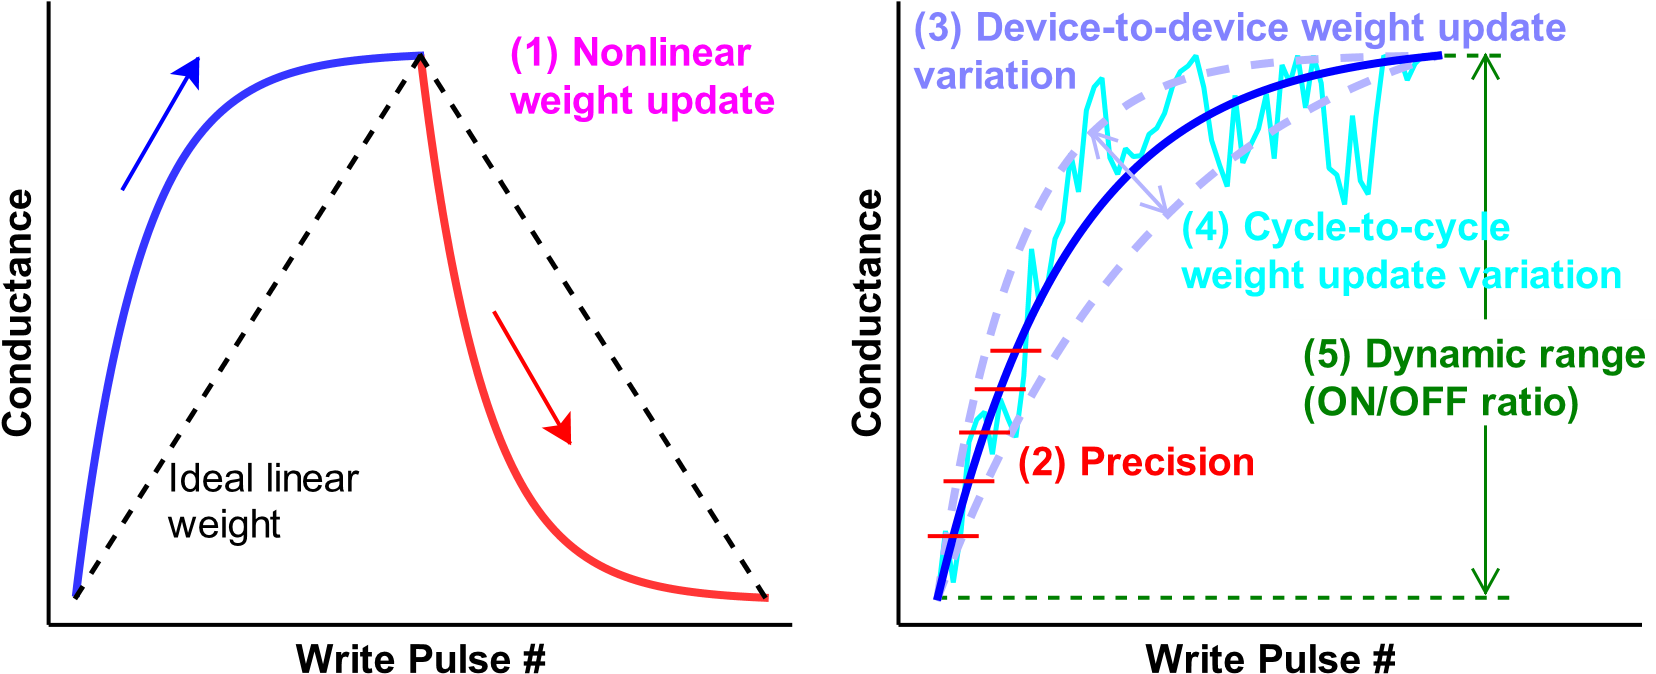 (1) Nonlinear
weight update
Ideal linear
weight
Conductance
Write Pulse #
(3) Device-to-device weight update
variation
(4) Cycle-to-cycle
weight update variation
(5) Dynamic range
(ON/OFF ratio)
(2) Precision
Conductance
Write Pulse #